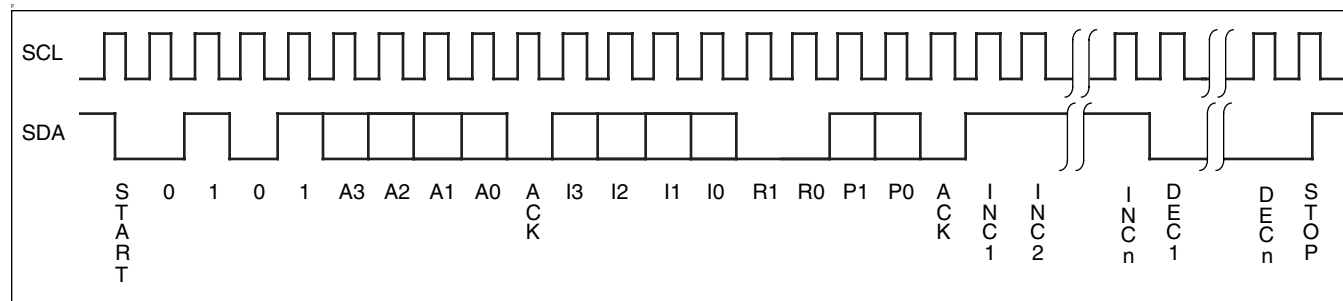 SCL
SDA
START 0 1 0 1 A3 A2 A1 A0 ACK I3 I2 I1 I0 R1 R0 P1 P0 ACK INC1 INC2 INCn DEC1 DECn STOP